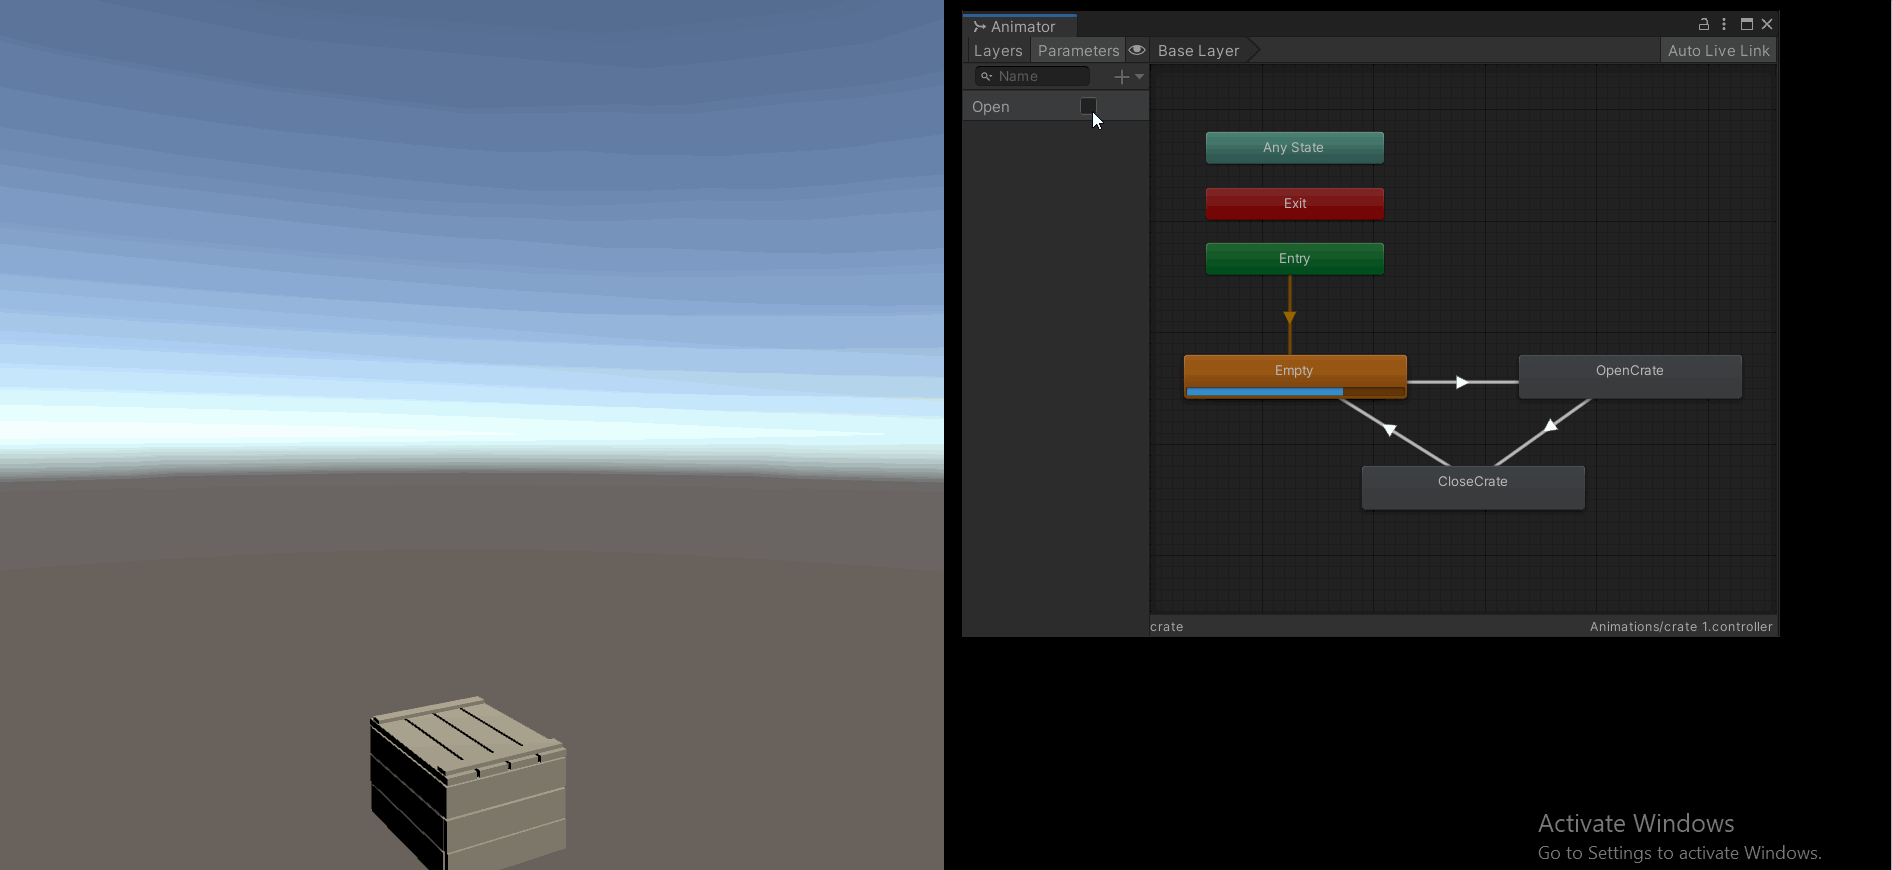 Animator
Layers Parameters Base Layer Auto Live Link
Name
Open
Any State
Exit
Entry
Empty
OpenCrate
CloseCrate
crate Animations/crate 1.controller
Activate Windows
Go to Settings to activate Windows.